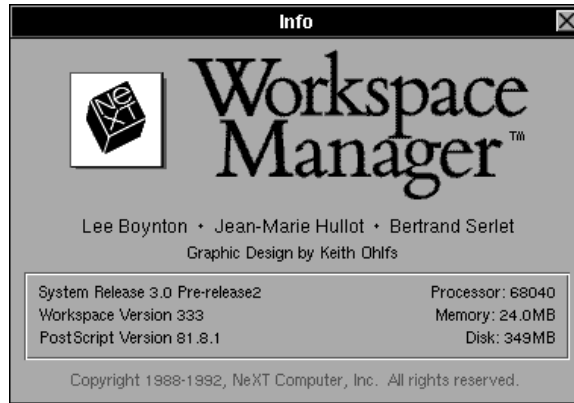 Info
NeXT
Workspace
Manager™
Lee Boynton • Jean-Marie Hullot • Bertrand Serlet
Graphic Design by Keith Ohlfs
System Release 3.0 Pre-release2 Processor: 68040
Workspace Version 333 Memory: 24.0MB
PostScript Version 81.8.1 Disk: 349MB
Copyright 1988-1992, NeXT Computer, Inc. All rights reserved.